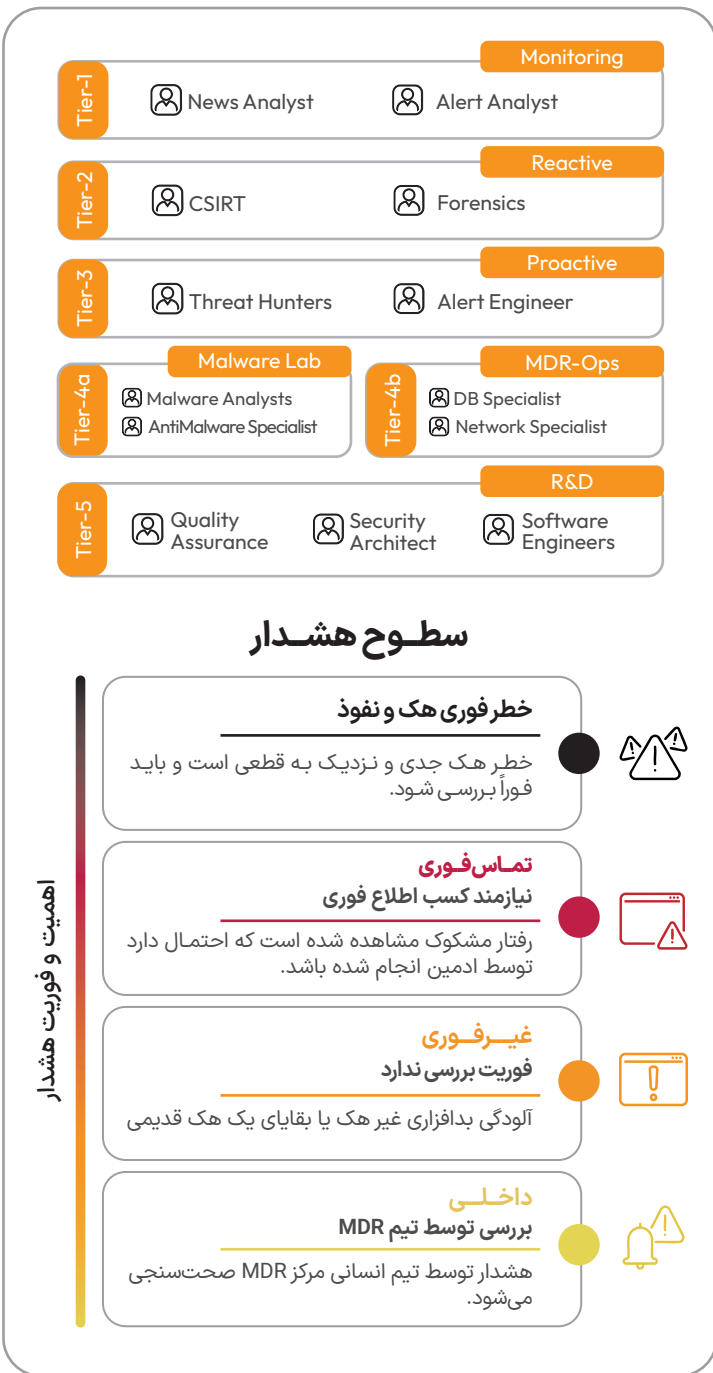 Monitoring
Tier-1
News Analyst
Alert Analyst
Reactive
Tier-2
CSIRT
Forensics
Proactive
Tier-3
Threat Hunters
Alert Engineer
Malware Lab
Tier-4a
Malware Analysts
AntiMalware Specialist
MDR-Ops
Tier-4b
DB Specialist
Network Specialist
R&D
Tier-5
Quality
Assurance
Security
Architect
Software
Engineers
سطوح هشدار
اهمیت و فوریت هشدار
خطر فوری هک و نفوذ
خطر هک جدی و نزدیک به قطعی است و باید
فوراً بررسی شود.
تماس‌فوری
نیازمند کسب اطلاع فوری
رفتار مشکوک مشاهده شده است که احتمال دارد
توسط ادمین انجام شده باشد.
غیرفوری
فوریت بررسی ندارد
آلودگی بدافزاری غیر هک یا بقایای یک هک قدیمی
داخلی
بررسی توسط تیم MDR
هشدار توسط تیم انسانی مرکز MDR صحت‌سنجی
می‌شود.